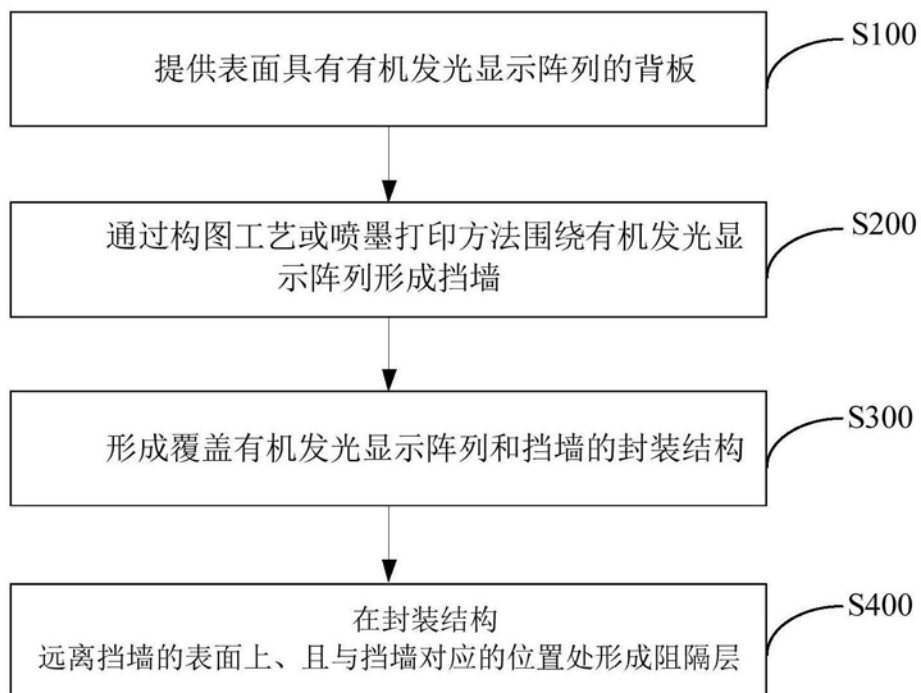 提供表面具有有机发光显示阵列的背板
S100
通过构图工艺或喷墨打印方法围绕有机发光显
示阵列形成挡墙
S200
形成覆盖有机发光显示阵列和挡墙的封装结构
S300
在封装结构
远离挡墙的表面上、且与挡墙对应的位置处形成阻隔层
S400